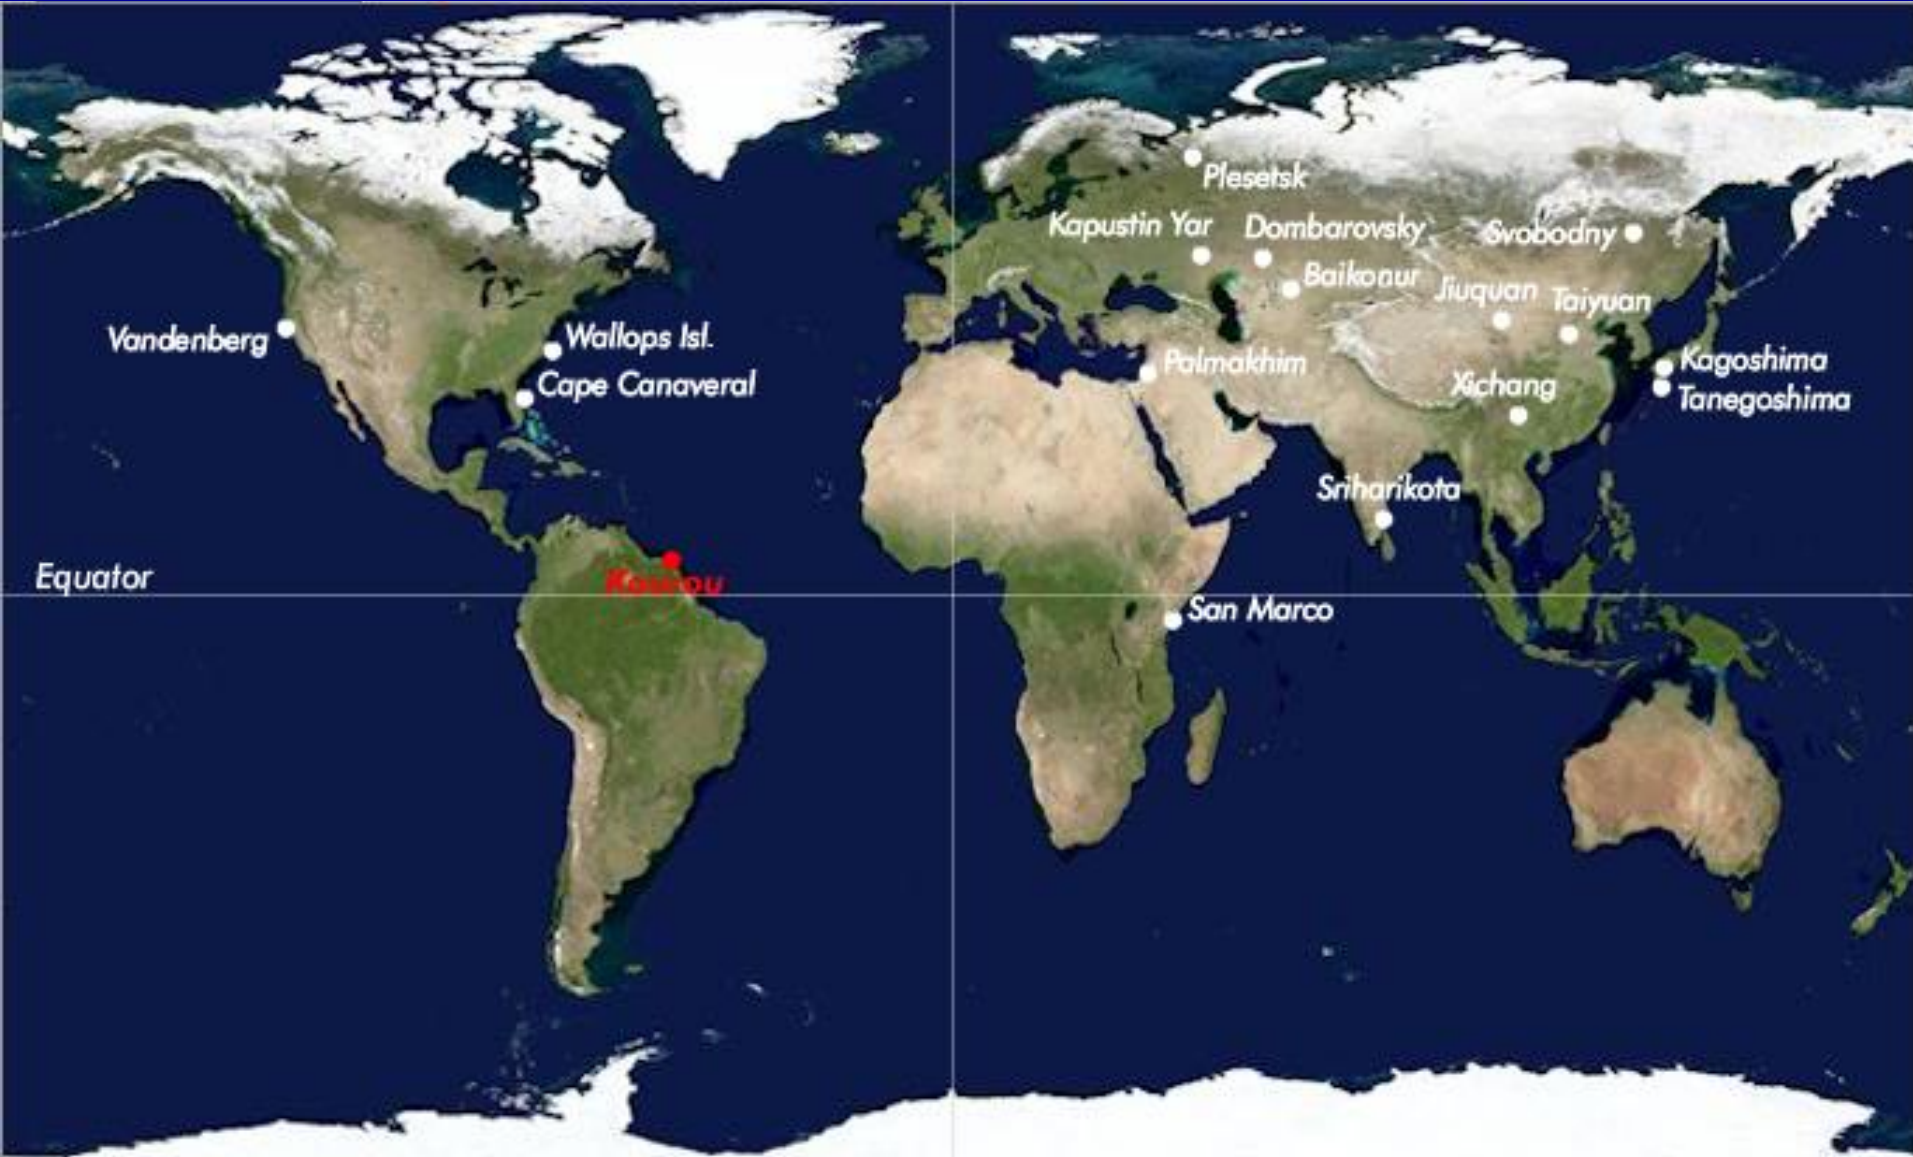 Plesetsk
Kapustin Yar
Dombarovsky
Svobodny
Baikonur
Jiuquan
Taiyuan
Vandenberg
Wallops Isl.
Palmakhim
Kagoshima
Cape Canaveral
Xichang
Tanegoshima
Sriharikota
Equator
Kourou
San Marco